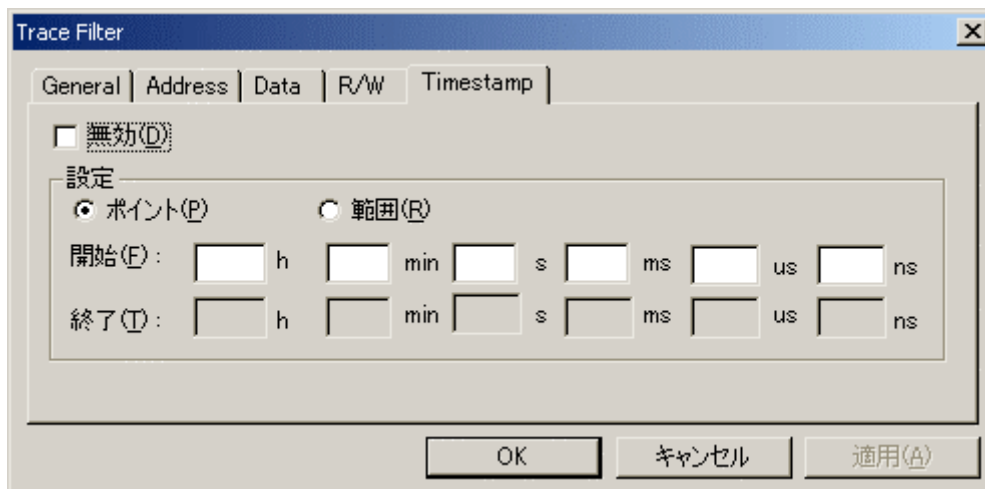 Trace Filter
General Address Data R/W Timestamp
無効(D)
設定
ポイント(P) 範囲(R)
開始(F): h min s ms us ns
終了(T): h min s ms us ns
OK キャンセル 適用(A)